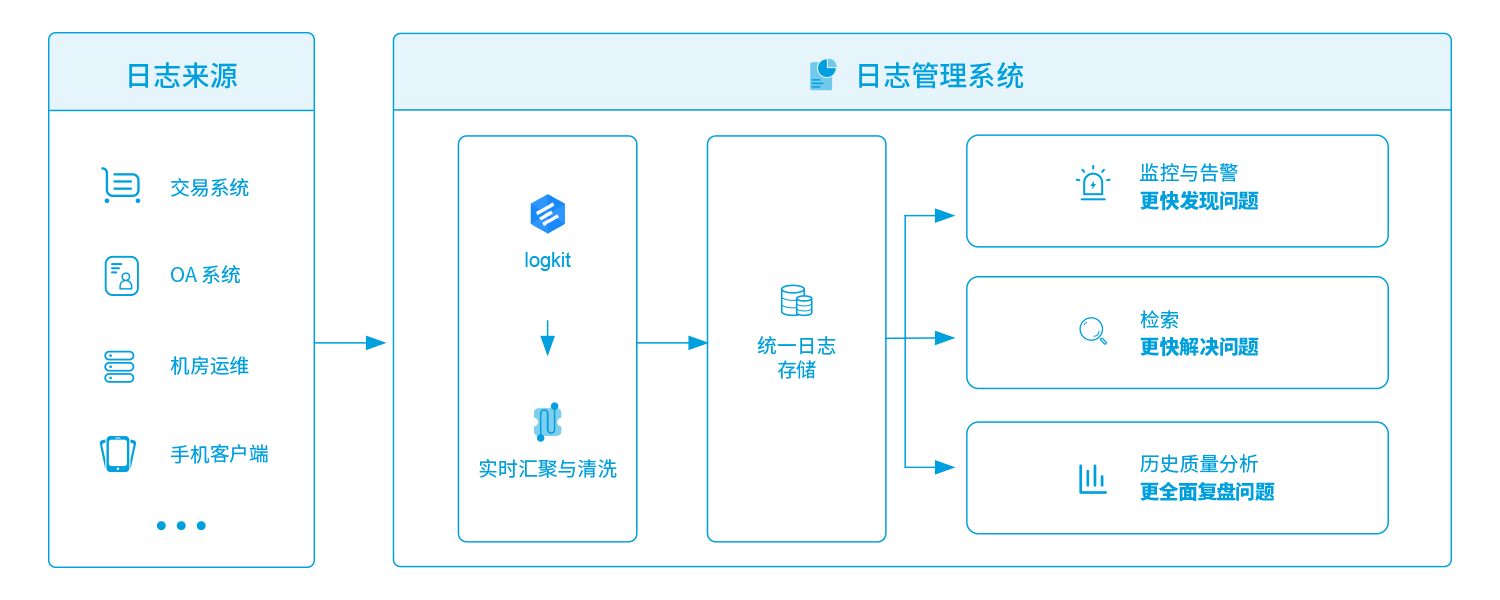 日志来源
交易系统
OA 系统
机房运维
手机客户端
日志管理系统
logkit
实时汇聚与清洗
统一日志
存储
监控与告警
更快发现问题
检索
更快解决问题
历史质量分析
更全面复盘问题